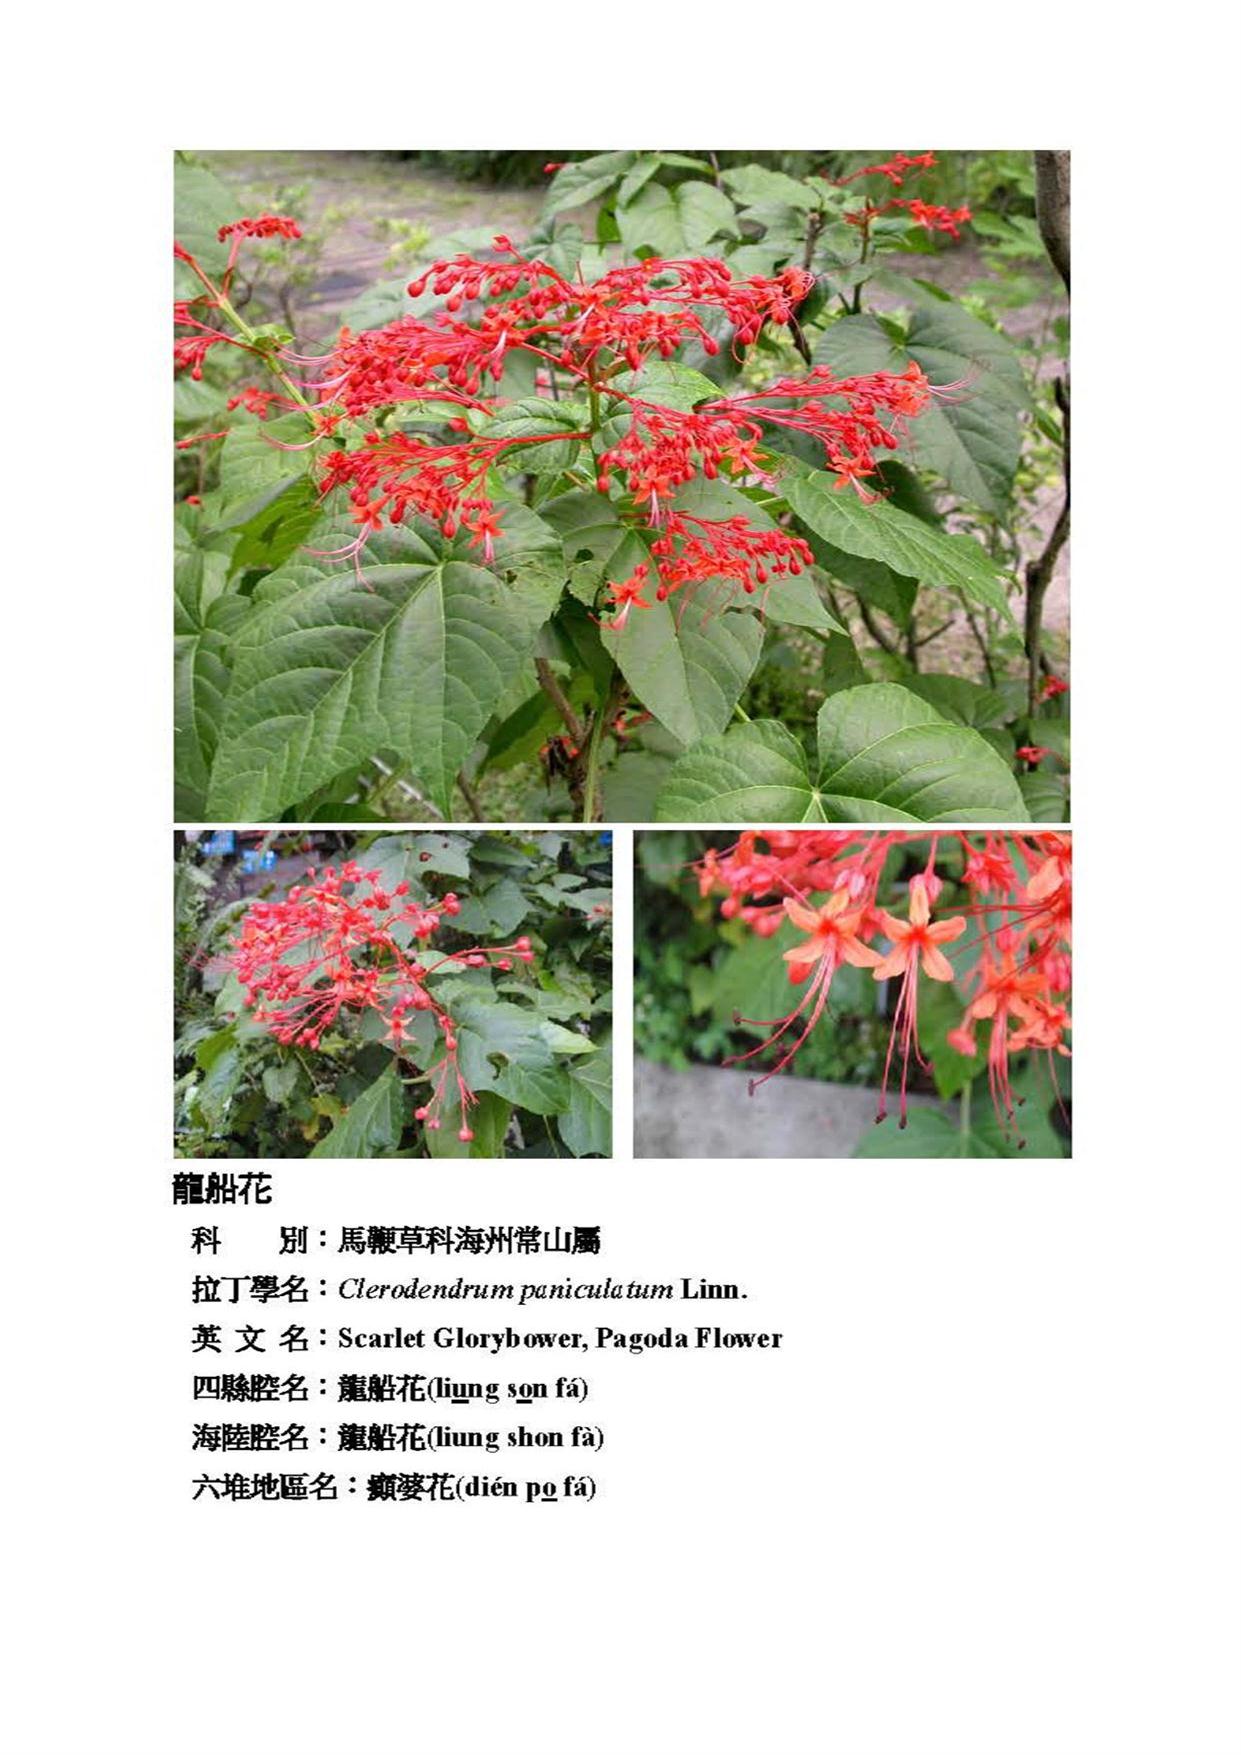 龍船花
科　　別：馬鞭草科海州常山屬
拉丁學名：Clerodendrum paniculatum Linn.
英 文 名：Scarlet Glorybower, Pagoda Flower
四縣腔名：龍船花(liung son fá)
海陸腔名：龍船花(liung shon fà)
六堆地區名：癲婆花(dién po fá)